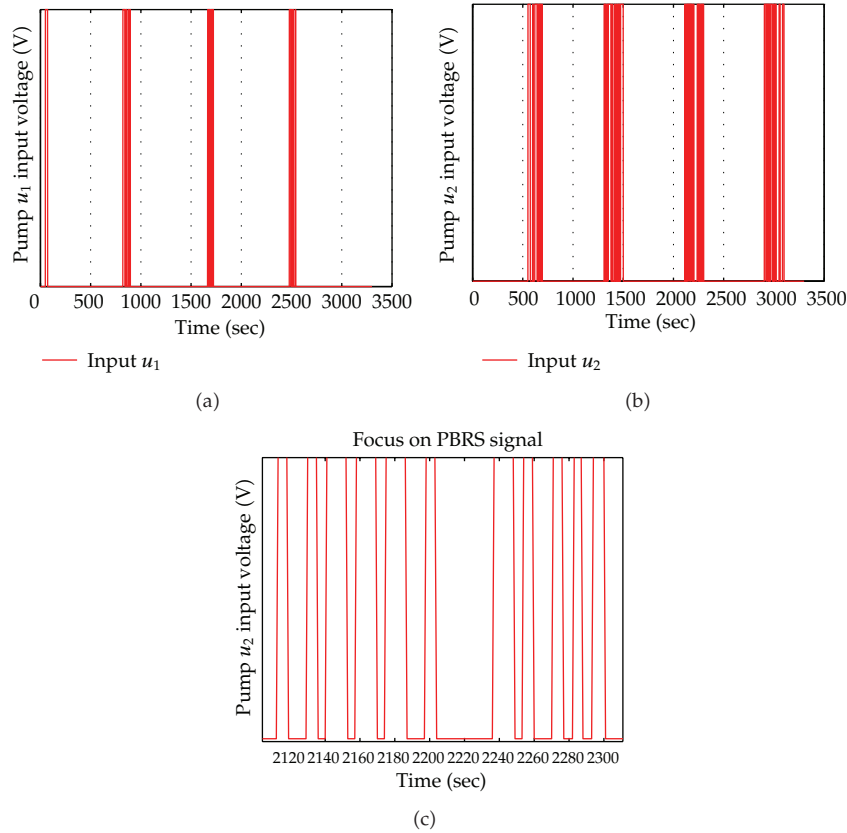 Pump u₁ input voltage (V)
0 500 1000 1500 2000 2500 3000 3500
Time (sec)
Input u₁
(a)
Pump u₂ input voltage (V)
0 500 1000 1500 2000 2500 3000 3500
Time (sec)
Input u₂
(b)
Focus on PBRS signal
Pump u₂ input voltage (V)
2120 2140 2160 2180 2200 2220 2240 2260 2280 2300
Time (sec)
(c)